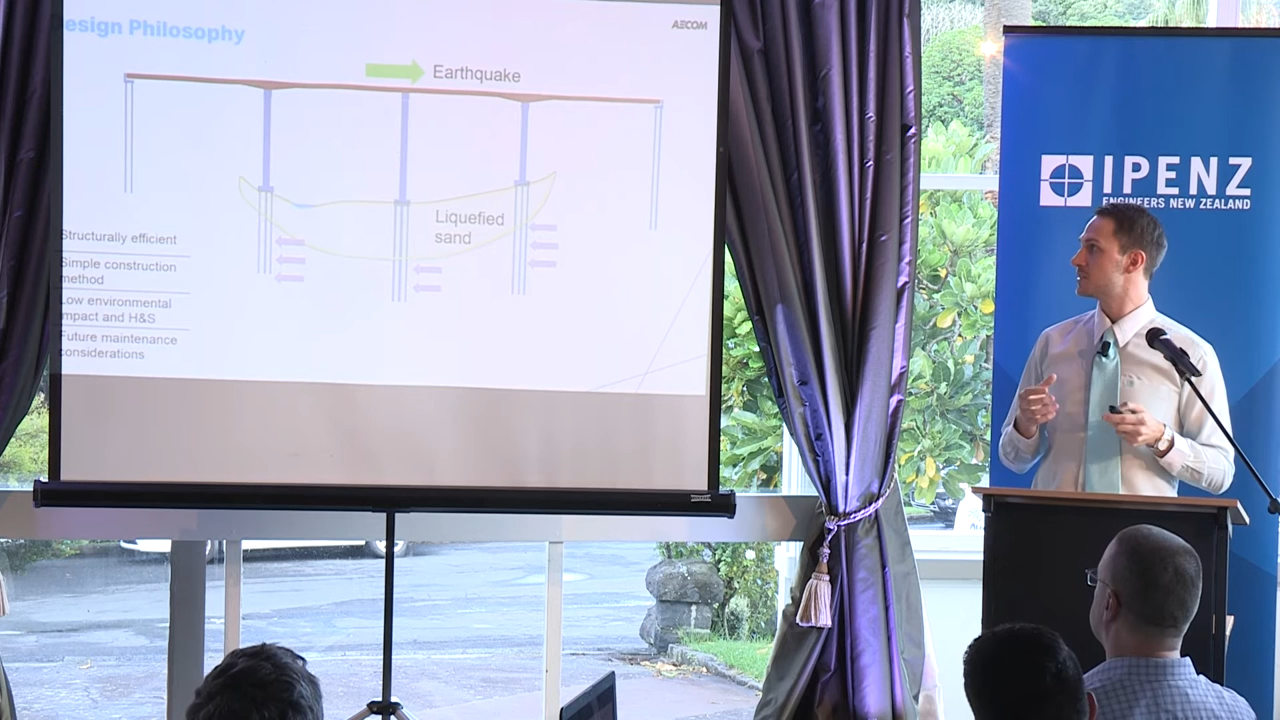 esign Philosophy
AECOM
Earthquake
Liquefied
sand
Structurally efficient
Simple construction
method
Low environmental
impact and H&S
Future maintenance
considerations
IPENZ
ENGINEERS NEW ZEALAND